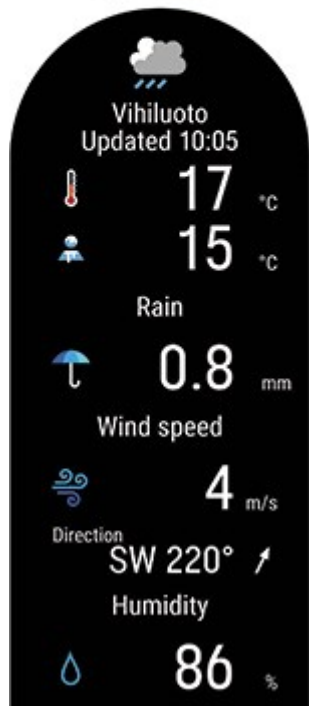 Vihiluoto
Updated 10:05
17 °C
15 °C
Rain
0.8 mm
Wind speed
4 m/s
Direction
SW 220°
Humidity
86 %